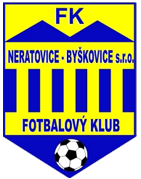 FK
NERATOVICE - BYŠKOVICE s.r.o.
FOTBALOVÝ KLUB